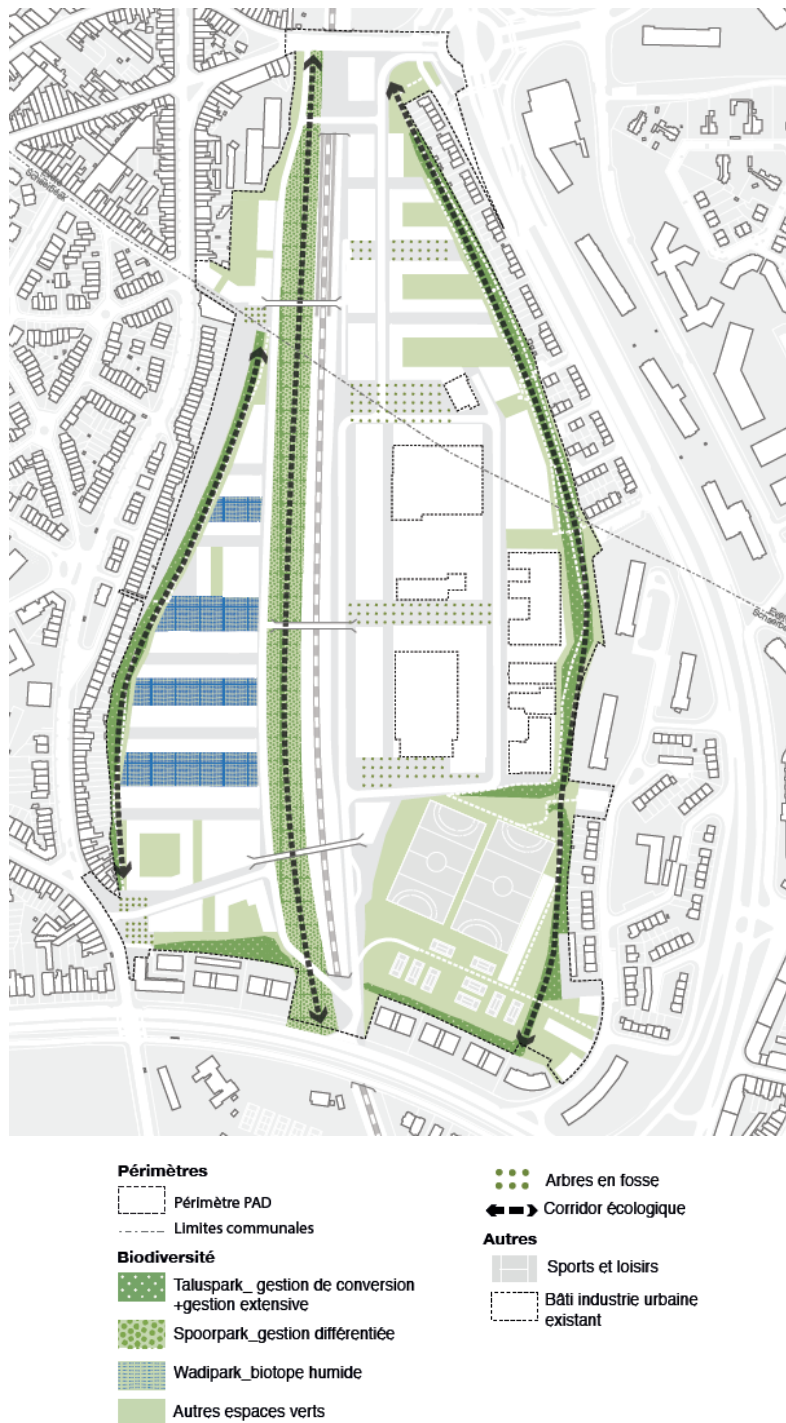 Schaerbeek
Périmètres
Périmètre PAD
Limites communales
Biodiversité
Taluspark_ gestion de conversion
+gestion extensive
Spoorpark_gestion différentiée
Wadipark_biotope humide
Autres espaces verts
Arbres en fosse
Corridor écologique
Autres
Sports et loisirs
Bâti industrie urbaine
existant